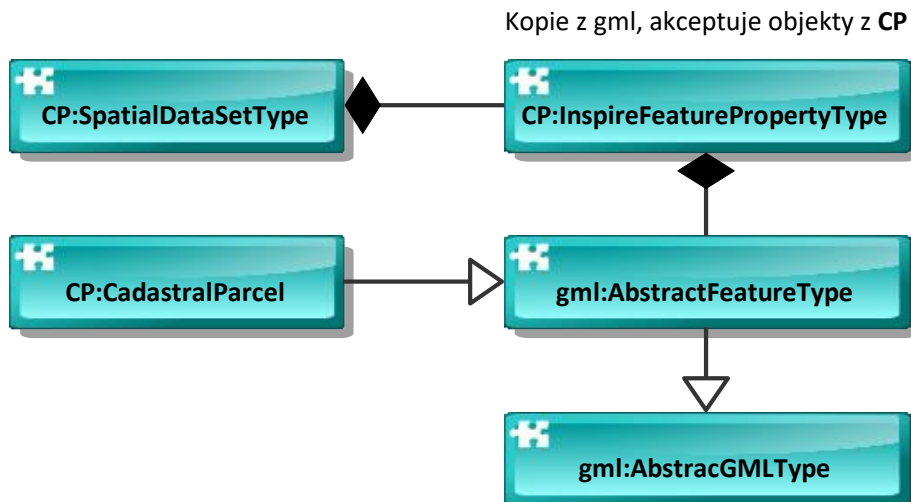 Kopie z gml, akceptuje objekty z CP
CP:SpatialDataSetType
CP:InspireFeaturePropertyType
CP:CadastralParcel
gml:AbstractFeatureType
gml:AbstracGMLType